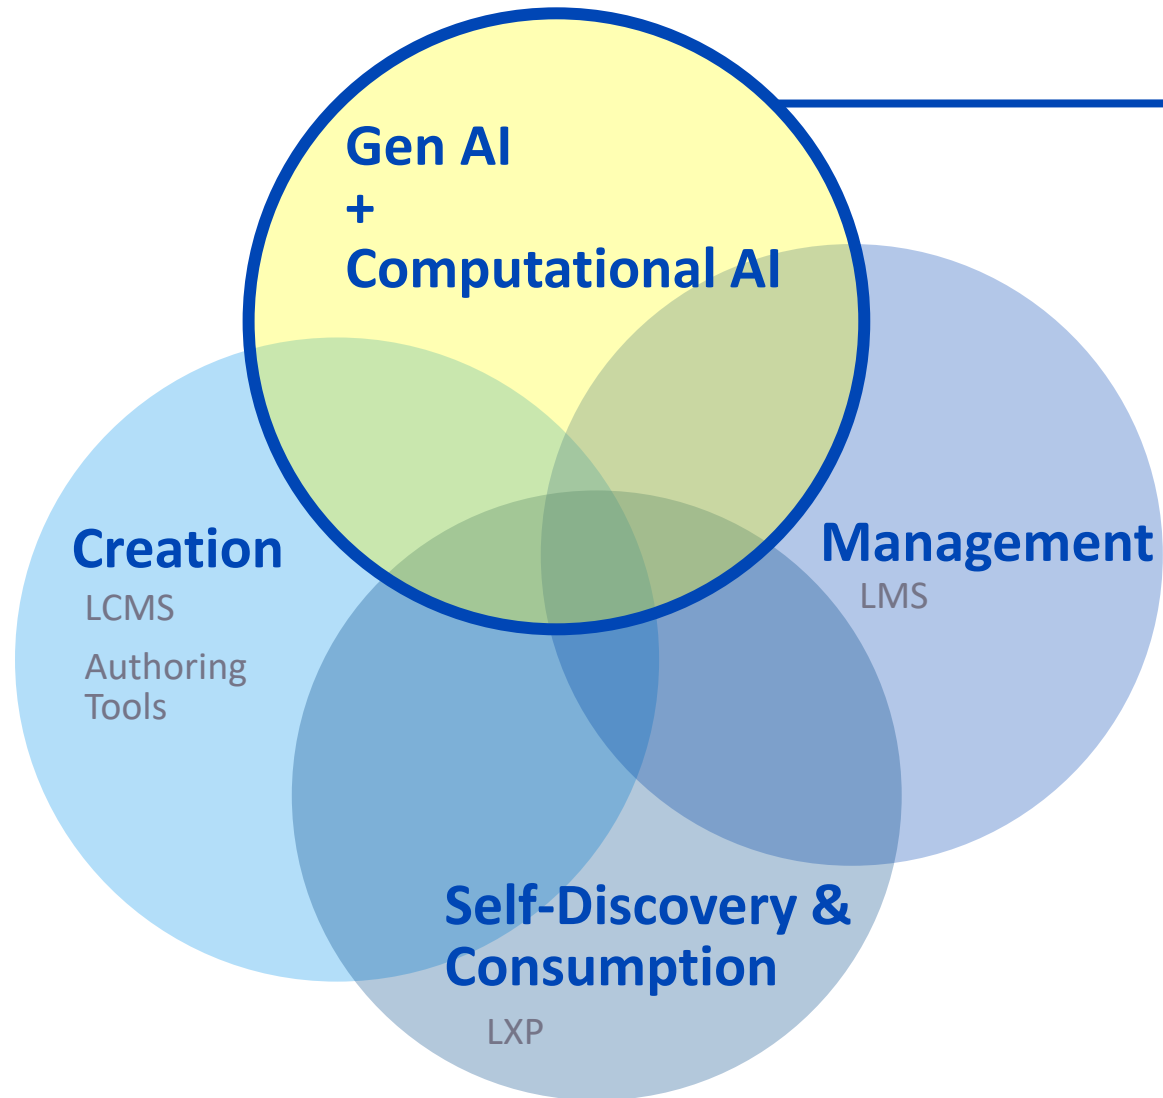 Gen AI
+
Computational AI
Creation
LCMS
Authoring
Tools
Management
LMS
Self-Discovery &
Consumption
LXP